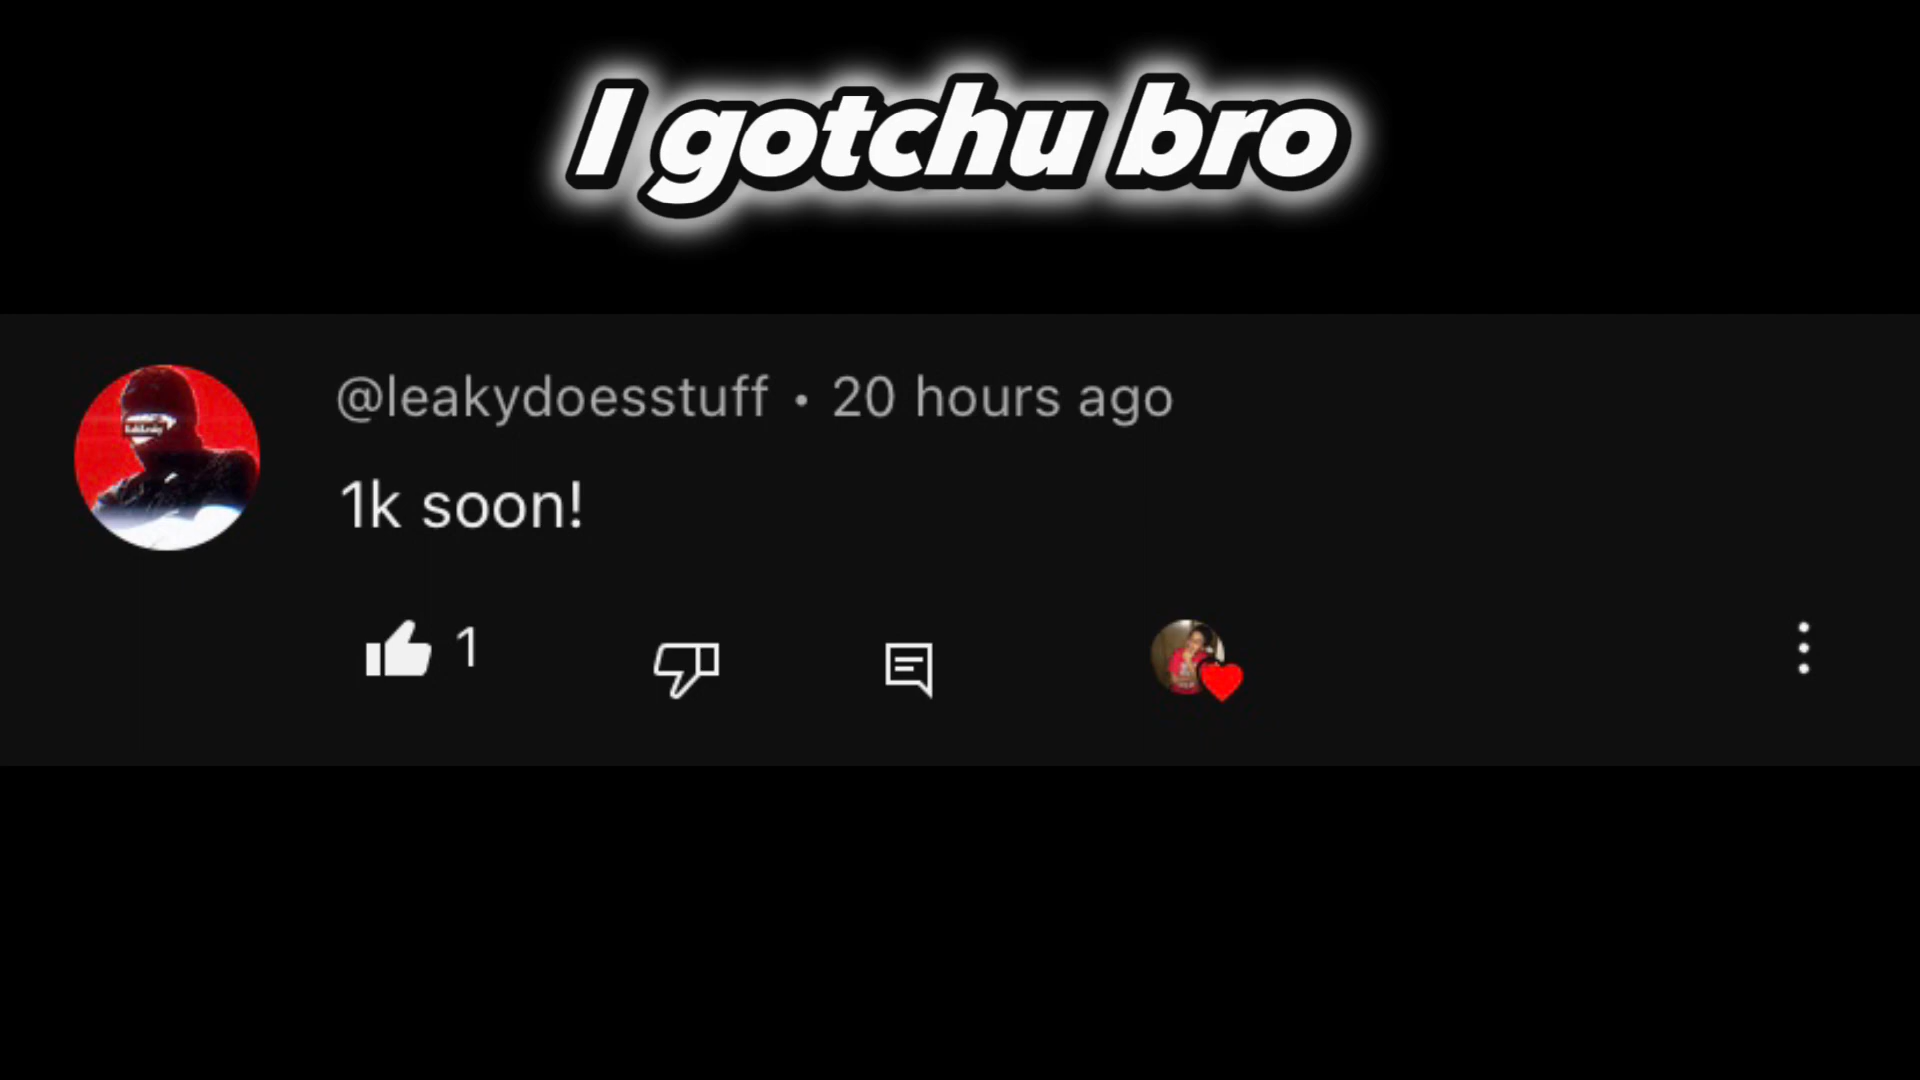 I gotchu bro
@leakydoesstuff • 20 hours ago
1k soon!
1